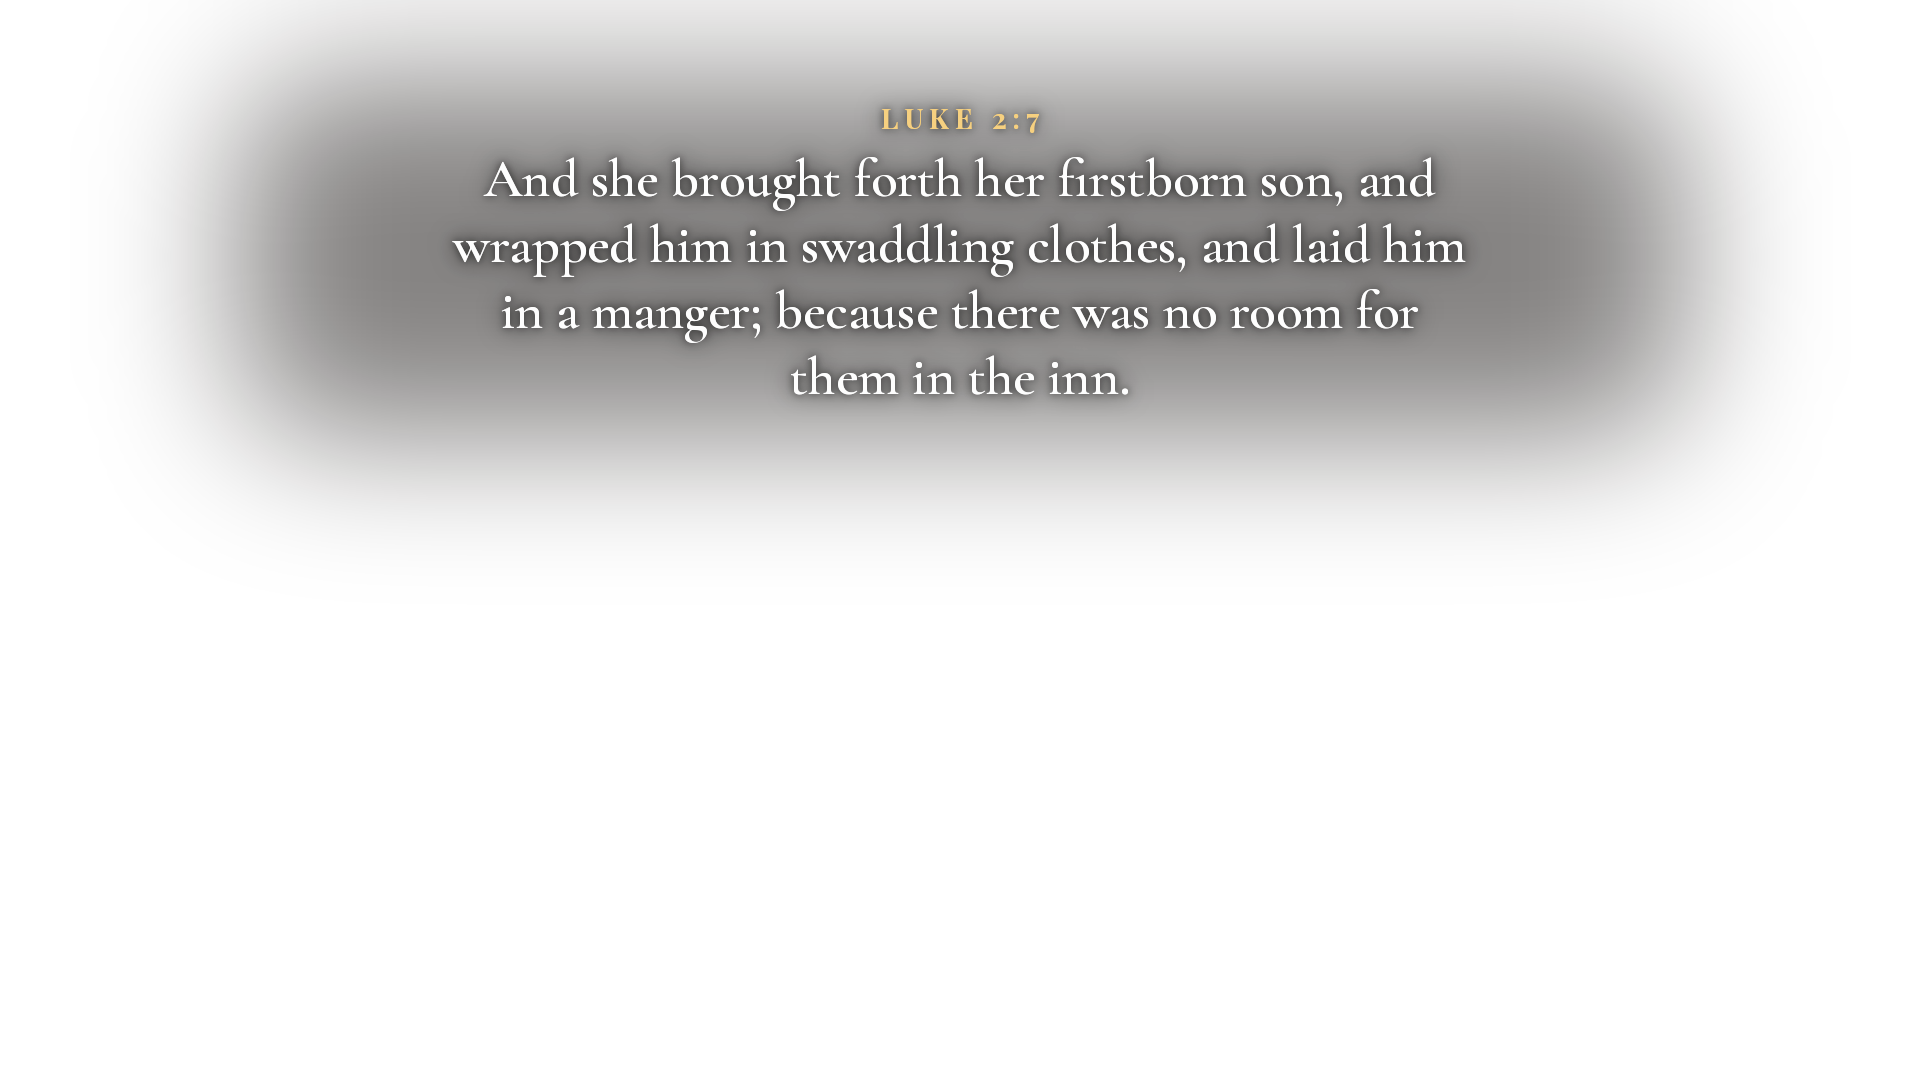 LUKE 2:7
And she brought forth her firstborn son, and
wrapped him in swaddling clothes, and laid him
in a manger; because there was no room for
them in the inn.